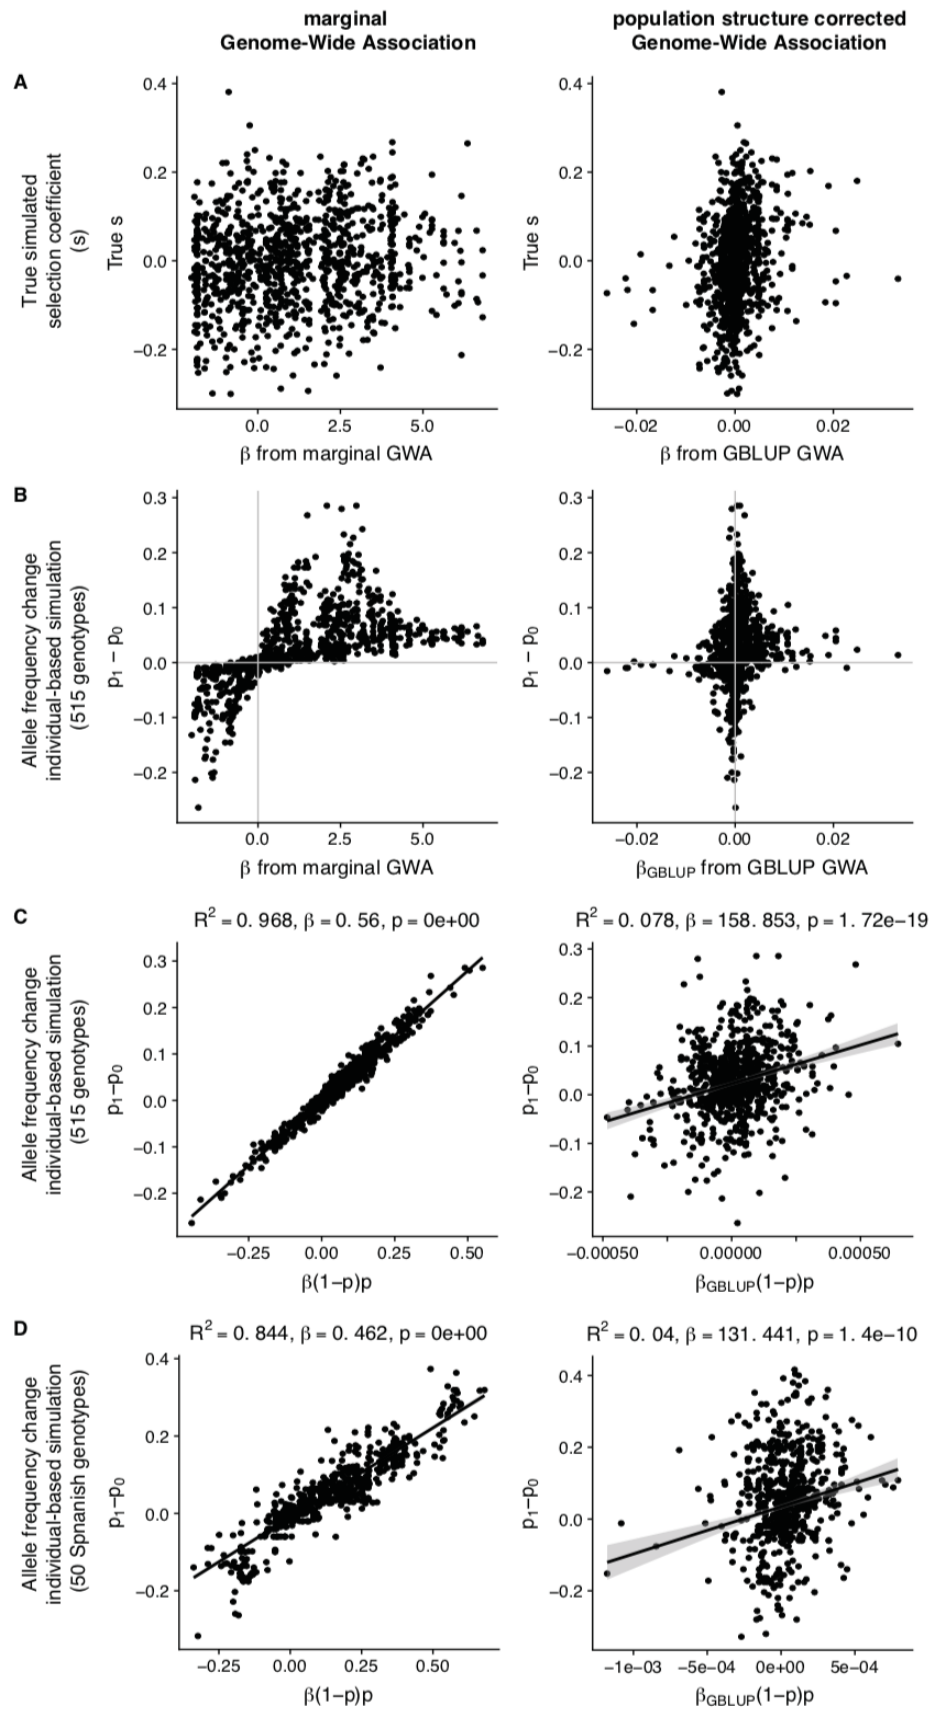 marginal
Genome-Wide Association
population structure corrected
Genome-Wide Association
A
True simulated
selection coefficient
(s)
True s
0.4
0.2
0.0
−0.2
0.0 2.5 5.0
β from marginal GWA
True s
0.4
0.2
0.0
−0.2
−0.02 0.00 0.02
β from GBLUP GWA
B
Allele frequency change
individual-based simulation
(515 genotypes)
p1 − p0
0.3
0.2
0.1
0.0
−0.1
−0.2
0.0 2.5 5.0
β from marginal GWA
p1 − p0
0.3
0.2
0.1
0.0
−0.1
−0.2
−0.02 0.00 0.02
βGBLUP from GBLUP GWA
C
Allele frequency change
individual-based simulation
(515 genotypes)
R2 = 0. 968, β = 0. 56, p = 0e+00
p1−p0
0.3
0.2
0.1
0.0
−0.1
−0.2
−0.25 0.00 0.25 0.50
β(1−p)p
R2 = 0. 078, β = 158. 853, p = 1. 72e−19
p1−p0
0.3
0.2
0.1
0.0
−0.1
−0.2
−0.00050 0.00000 0.00050
βGBLUP(1−p)p
D
Allele frequency change
individual-based simulation
(50 Spnanish genotypes)
R2 = 0. 844, β = 0. 462, p = 0e+00
p1−p0
0.4
0.2
0.0
−0.2
−0.25 0.00 0.25 0.50
β(1−p)p
R2 = 0. 04, β = 131. 441, p = 1. 4e−10
p1−p0
0.4
0.2
0.0
−0.2
−1e−03 −5e−04 0e+00 5e−04
βGBLUP(1−p)p